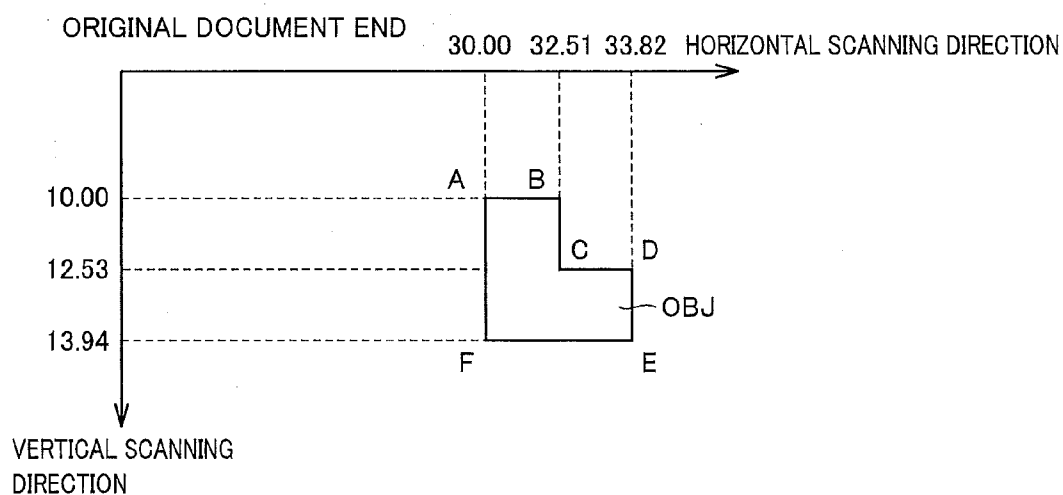 ORIGINAL DOCUMENT END
30.00 32.51 33.82 HORIZONTAL SCANNING DIRECTION
A B
10.00
C D
12.53
OBJ
13.94
F E
VERTICAL SCANNING
DIRECTION